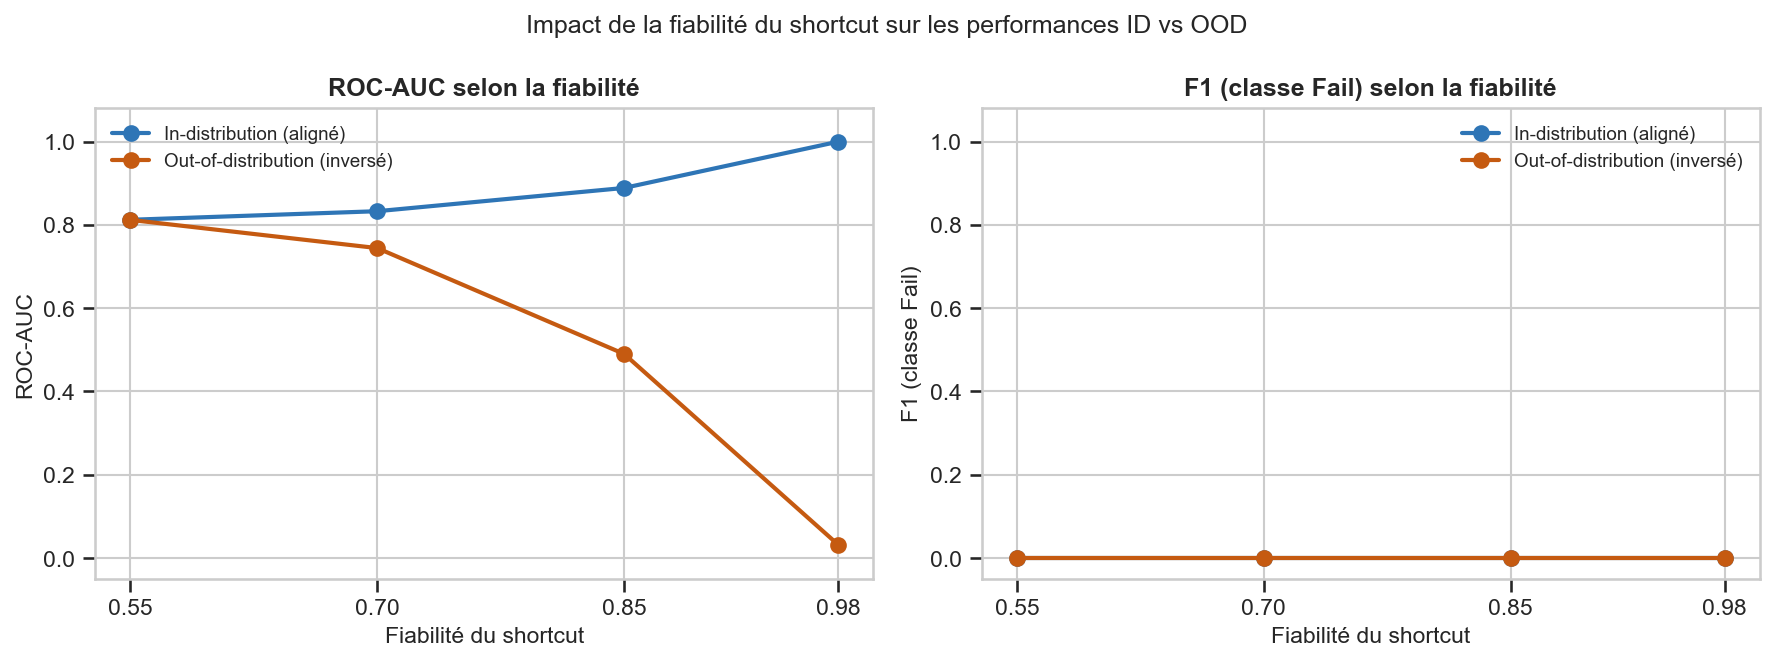 Impact de la fiabilité du shortcut sur les performances ID vs OOD
ROC-AUC selon la fiabilité
In-distribution (aligné)
Out-of-distribution (inversé)
ROC-AUC
1.0
0.8
0.6
0.4
0.2
0.0
0.55 0.70 0.85 0.98
Fiabilité du shortcut
F1 (classe Fail) selon la fiabilité
In-distribution (aligné)
Out-of-distribution (inversé)
F1 (classe Fail)
1.0
0.8
0.6
0.4
0.2
0.0
0.55 0.70 0.85 0.98
Fiabilité du shortcut